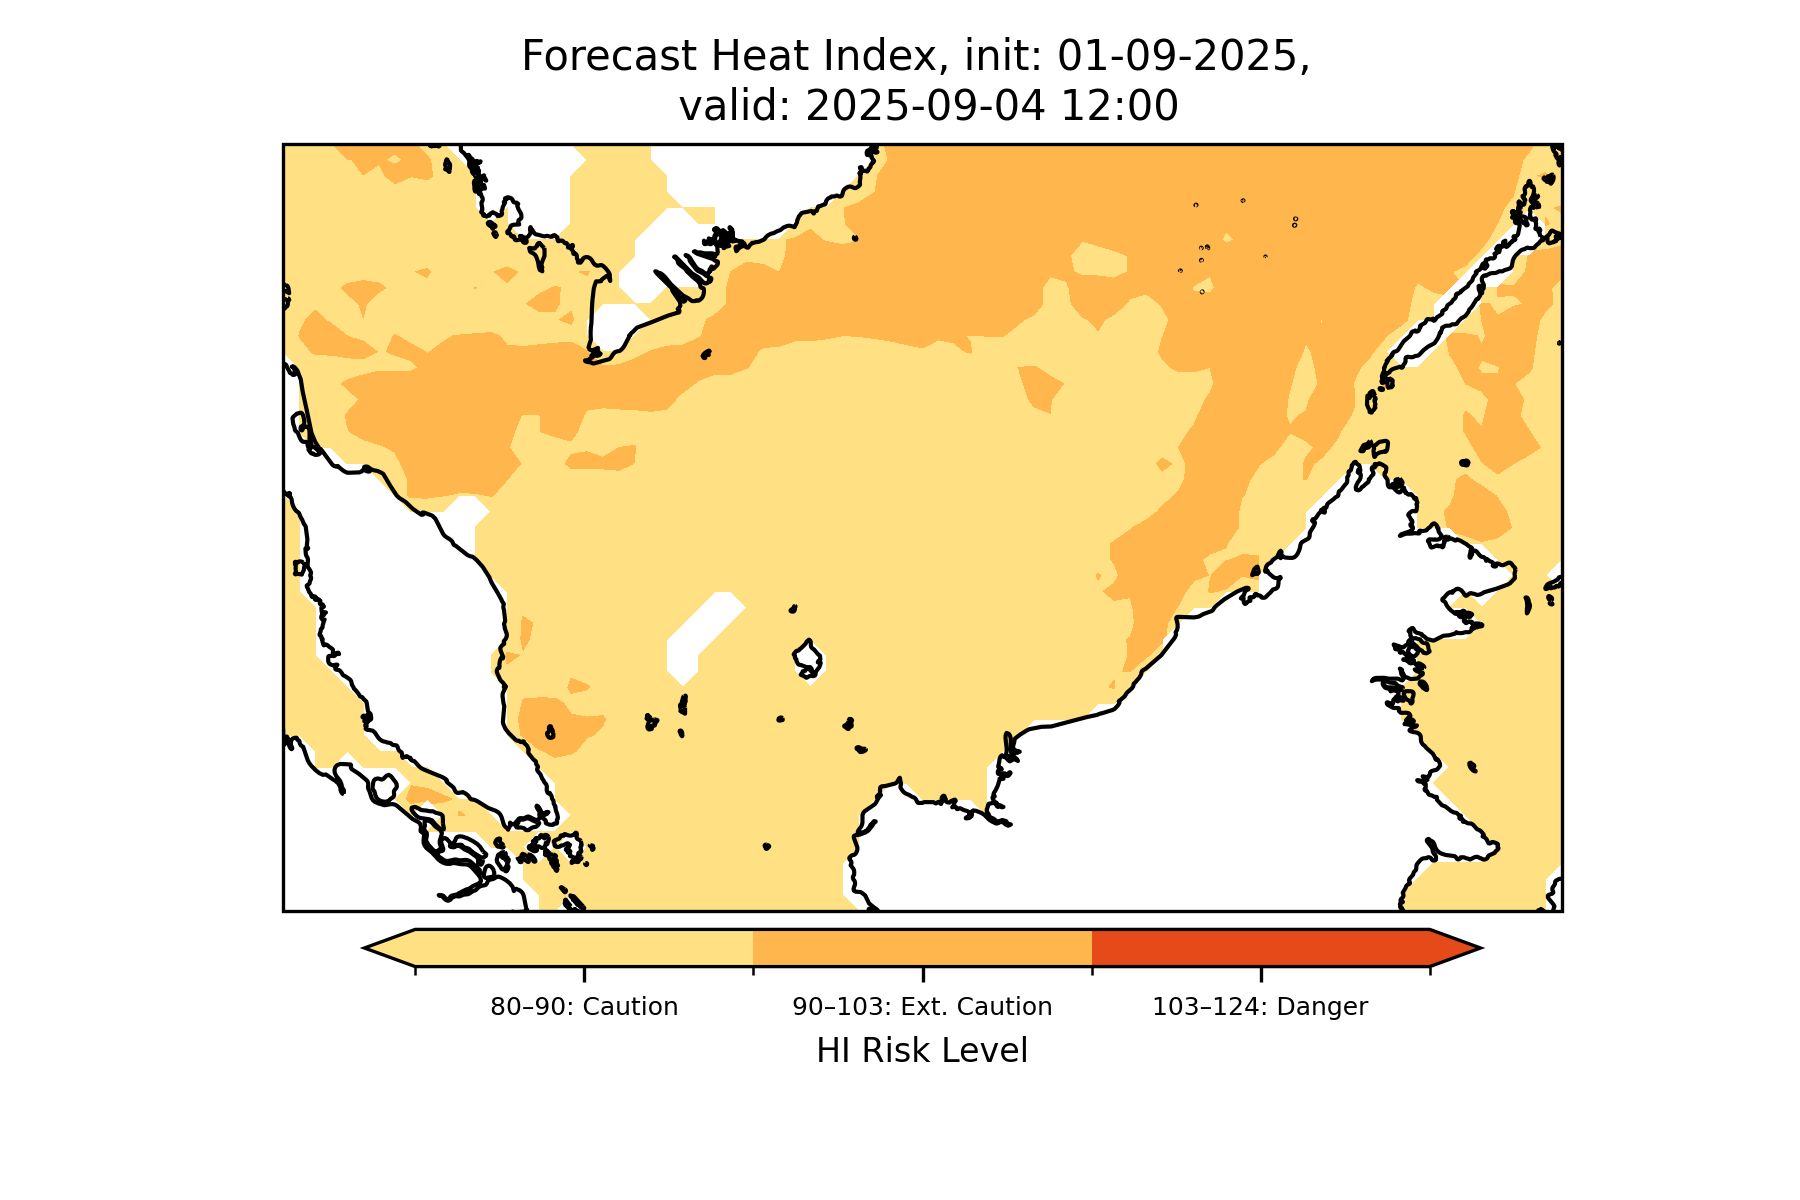 Forecast Heat Index, init: 01-09-2025,
valid: 2025-09-04 12:00
80–90: Caution
90–103: Ext. Caution
103–124: Danger
HI Risk Level